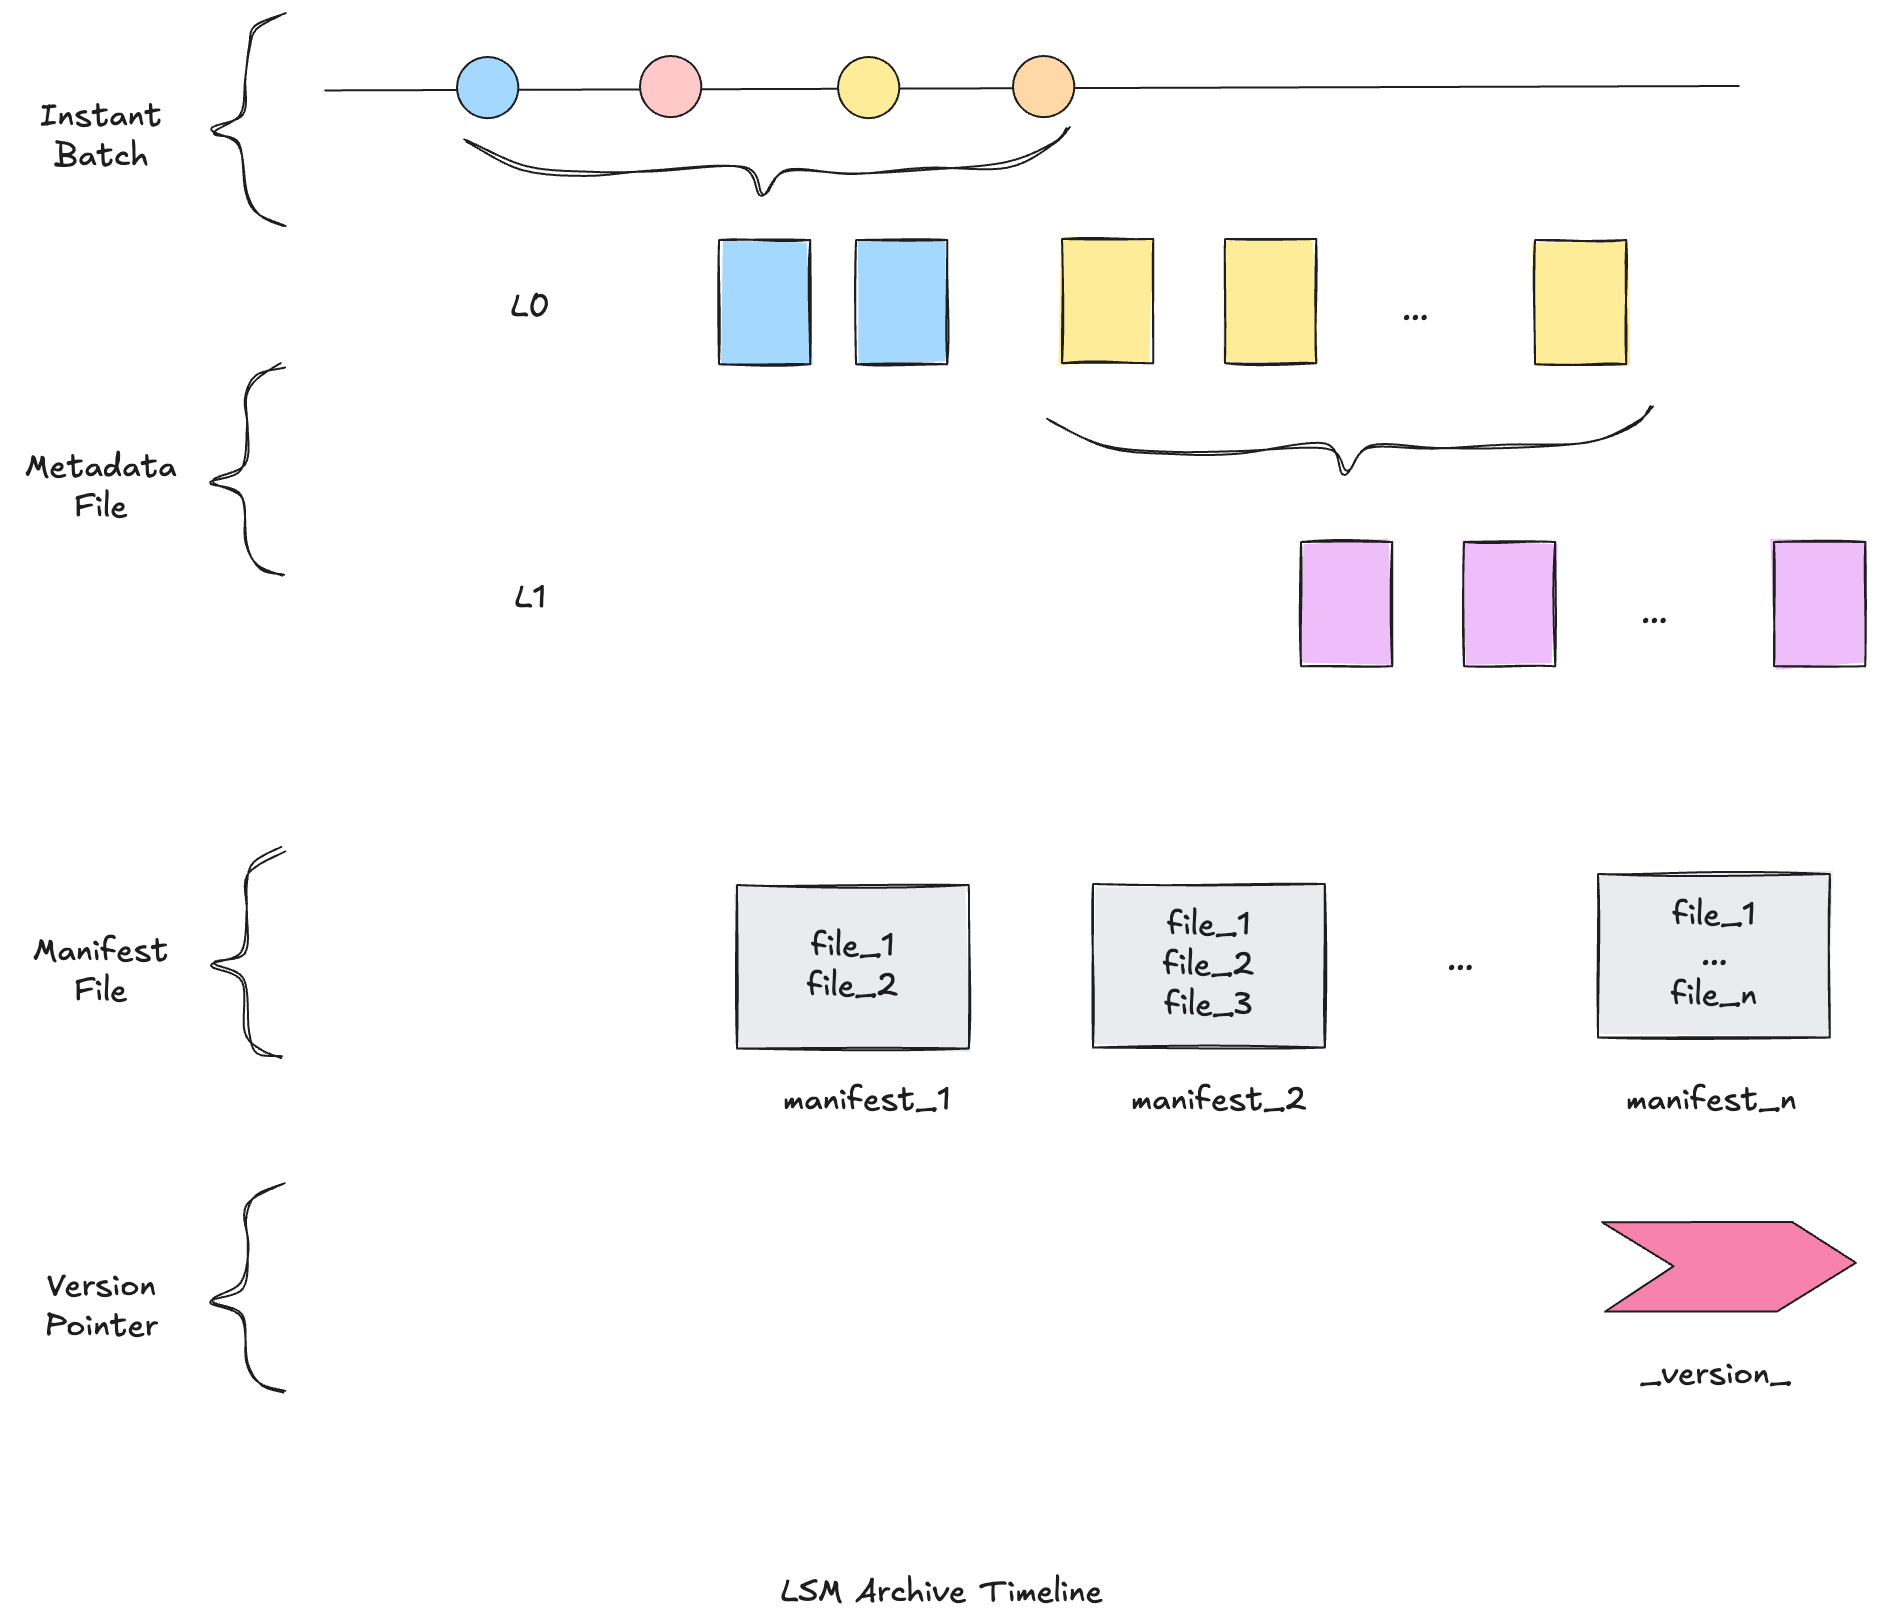 Instant
Batch
L0
...
Metadata
File
L1
...
Manifest
File
file_1
file_2
file_1
file_2
file_3
...
file_1
...
file_n
manifest_1
manifest_2
manifest_n
Version
Pointer
_version_
LSM Archive Timeline